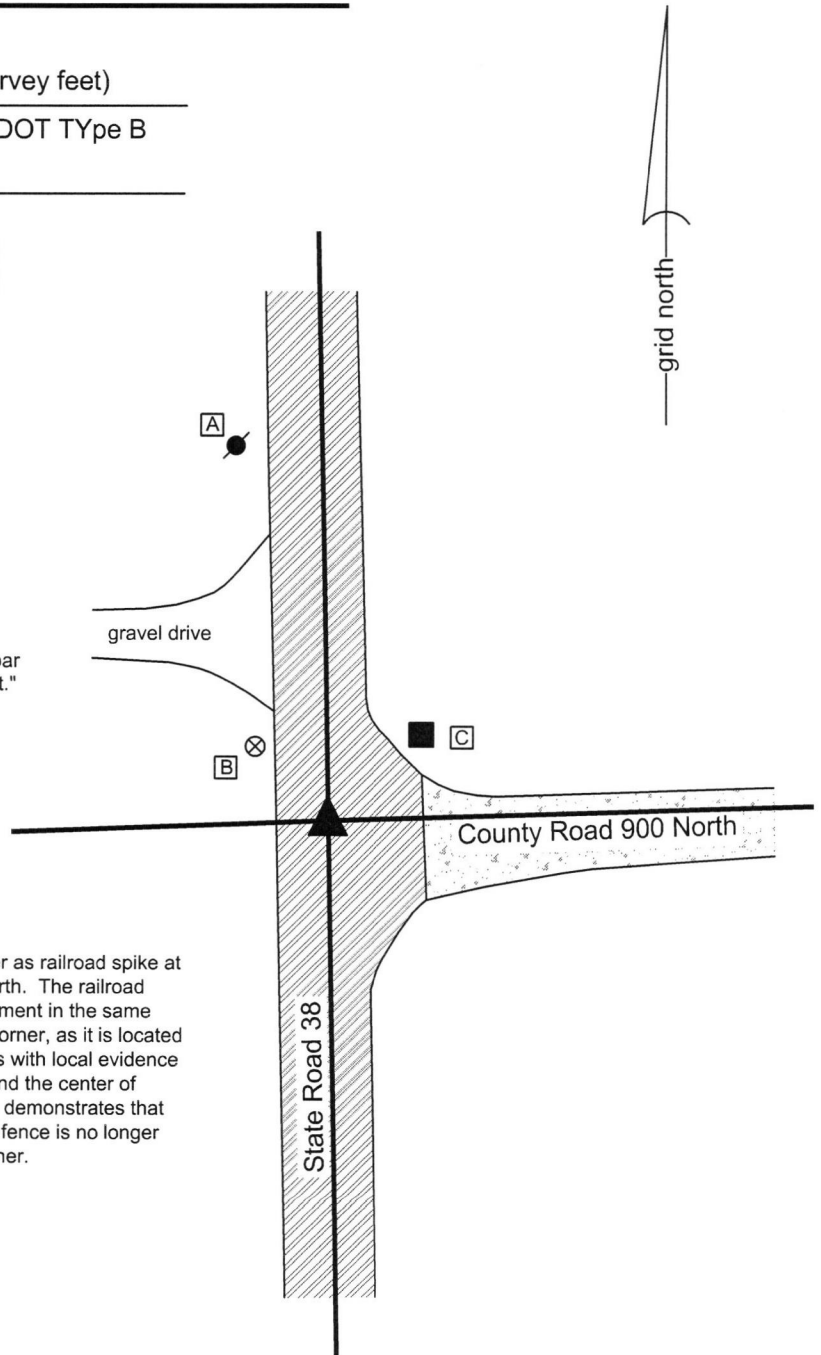 rvey feet)
DOT TYpe B
grid north
A
gravel drive
ar
t."
B
C
County Road 900 North
r as railroad spike at
rth. The railroad
ment in the same
orner, as it is located
s with local evidence
nd the center of
demonstrates that
fence is no longer
ner.
State Road 38